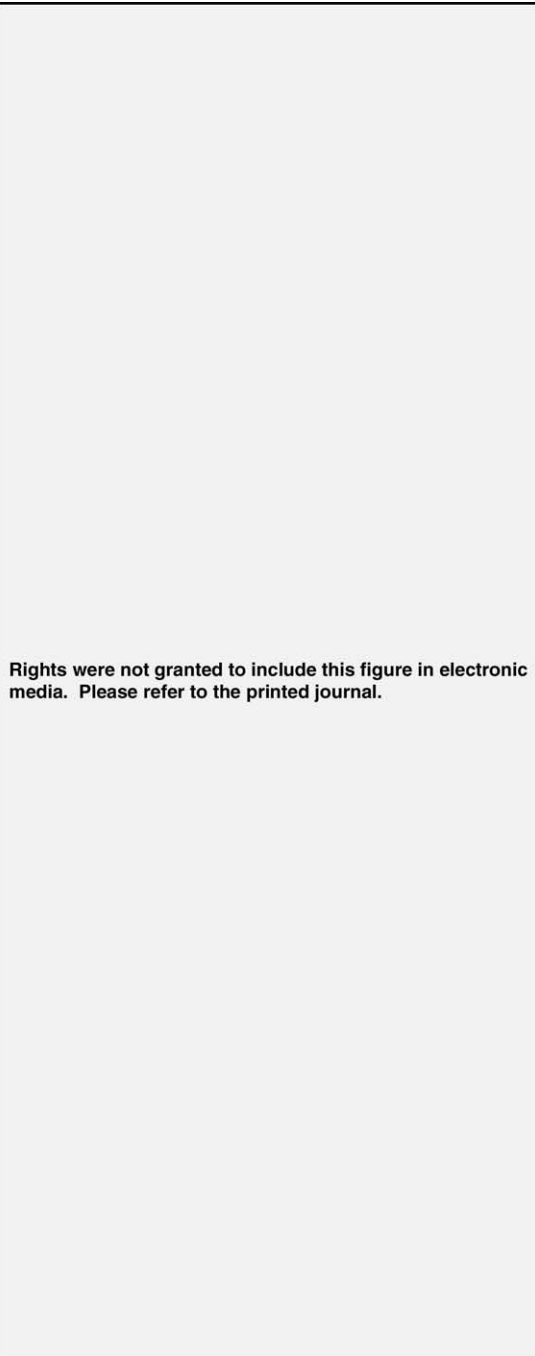 Rights were not granted to include this figure in electronic
media.  Please refer to the printed journal.